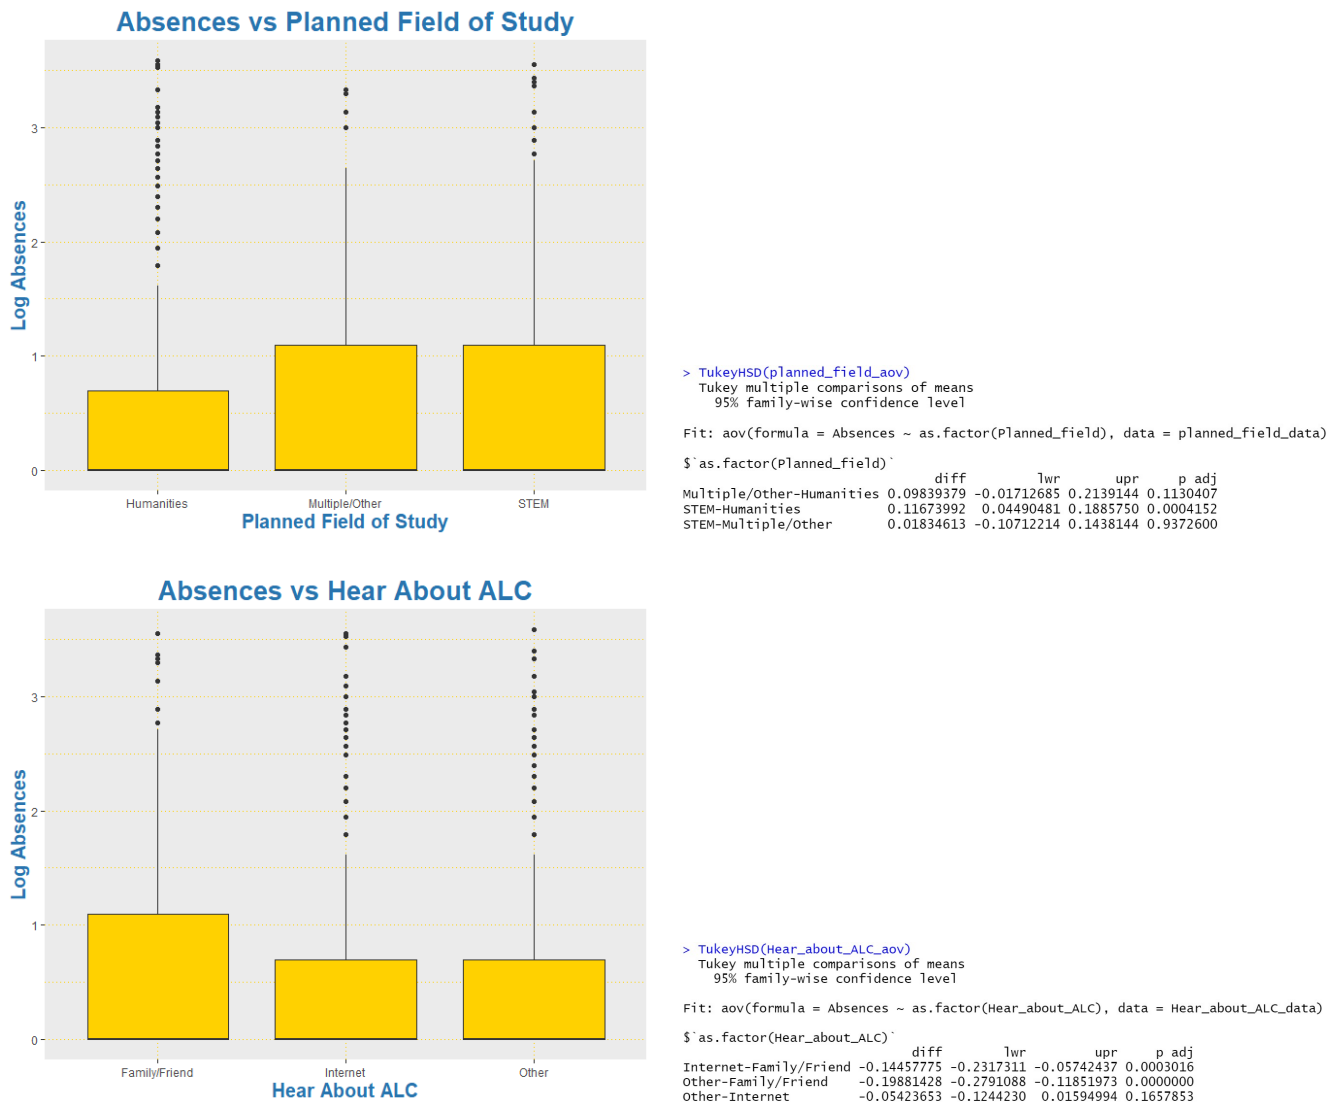 Absences vs Planned Field of Study
Log Absences
3
2
1
0
Humanities Multiple/Other STEM
Planned Field of Study
> TukeyHSD(planned_field_aov)
Tukey multiple comparisons of means
95% family-wise confidence level
Fit: aov(formula = Absences ~ as.factor(Planned_field), data = planned_field_data)
$`as.factor(Planned_field)`
diff lwr upr p adj
Multiple/Other-Humanities 0.09839379 -0.01712685 0.2139144 0.1130407
STEM-Humanities 0.11673992 0.04490481 0.1885750 0.0004152
STEM-Multiple/Other 0.01834613 -0.10712214 0.1438144 0.9372600
Absences vs Hear About ALC
Log Absences
3
2
1
0
Family/Friend Internet Other
Hear About ALC
> TukeyHSD(Hear_about_ALC_aov)
Tukey multiple comparisons of means
95% family-wise confidence level
Fit: aov(formula = Absences ~ as.factor(Hear_about_ALC), data = Hear_about_ALC_data)
$`as.factor(Hear_about_ALC)`
diff lwr upr p adj
Internet-Family/Friend -0.14457775 -0.2317311 -0.05742437 0.0003016
Other-Family/Friend -0.19881428 -0.2791088 -0.11851973 0.0000000
Other-Internet -0.05423653 -0.1244230 0.01594994 0.1657853